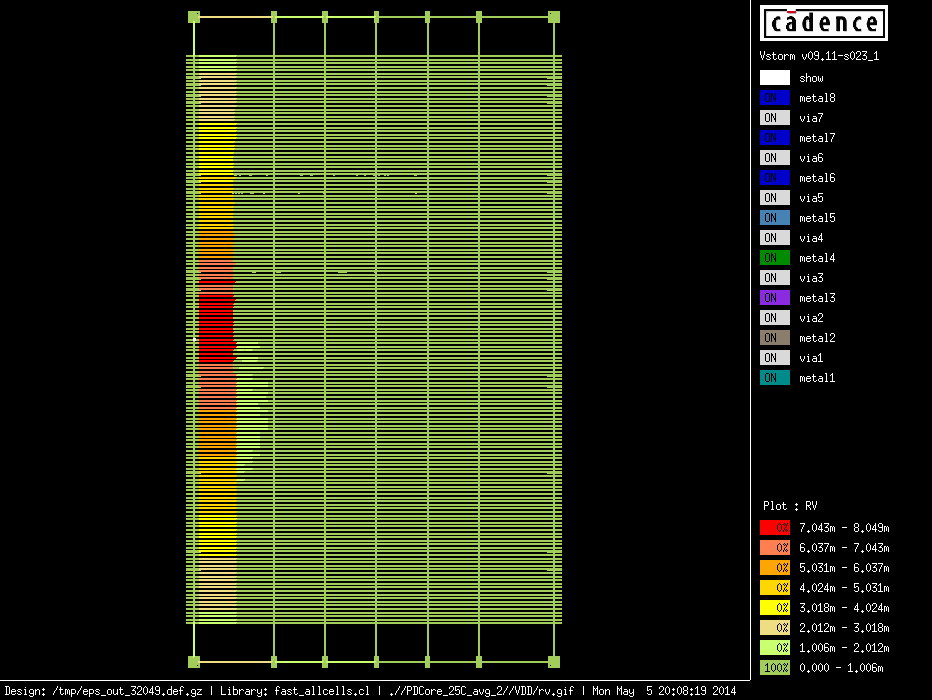 cādence
Vstorm v09.11-s023_1
show
ON metal8
ON via7
ON metal7
ON via6
ON metal6
ON via5
ON metal5
ON via4
ON metal4
ON via3
ON metal3
ON via2
ON metal2
ON via1
ON metal1
Plot : RV
0% 7.043m - 8.049m
0% 6.037m - 7.043m
0% 5.031m - 6.037m
0% 4.024m - 5.031m
0% 3.018m - 4.024m
0% 2.012m - 3.018m
0% 1.006m - 2.012m
100% 0.000 - 1.006m
Design: /tmp/eps_out_32049.def.gz | Library: fast_allcells.cl | .//PDCore_25C_avg_2//VDD/rv.gif | Mon May  5 20:08:19 2014